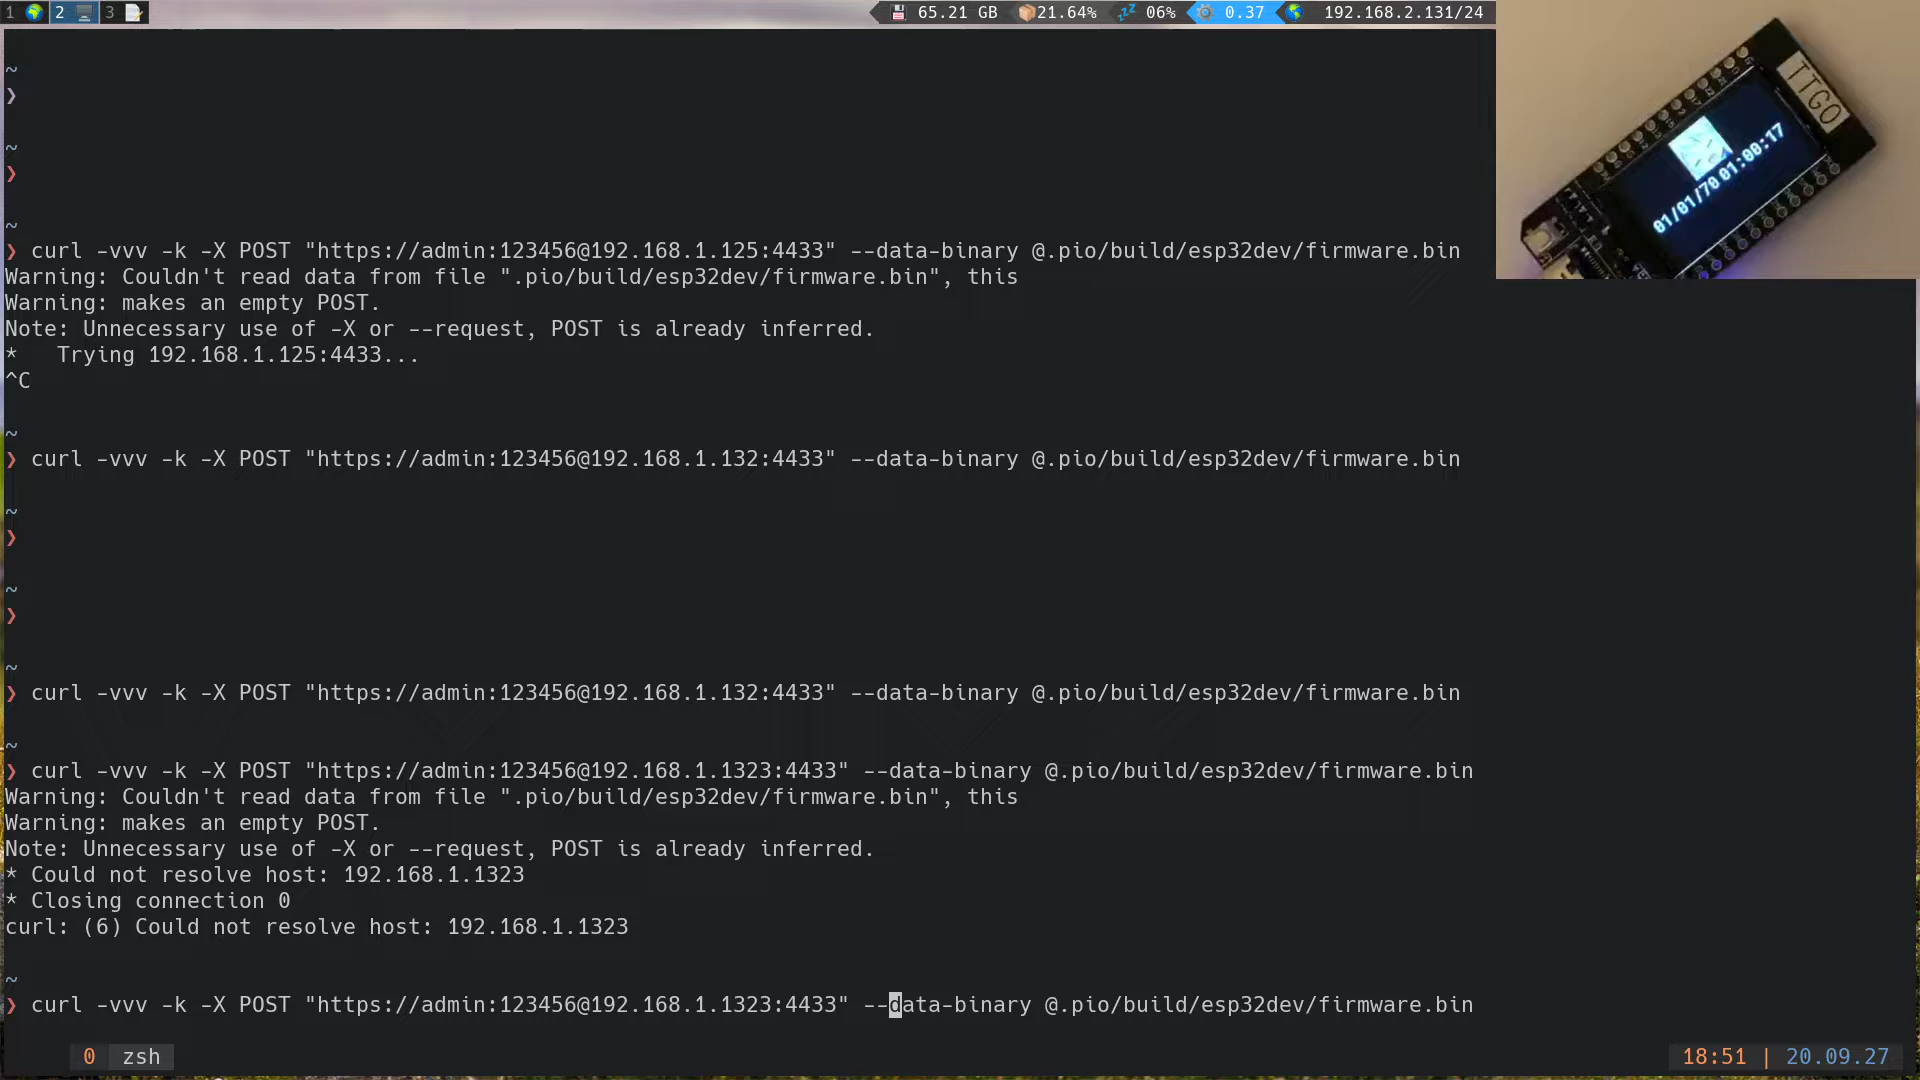 1 2 3 65.21 GB 21.64% 06% 0.37 192.168.2.131/24
TTGO
01/01/70 01:00:17
~
❯
~
❯
~
❯ curl -vvv -k -X POST "https://admin:123456@192.168.1.125:4433" --data-binary @.pio/build/esp32dev/firmware.bin
Warning: Couldn't read data from file ".pio/build/esp32dev/firmware.bin", this
Warning: makes an empty POST.
Note: Unnecessary use of -X or --request, POST is already inferred.
*   Trying 192.168.1.125:4433...
^C
~
❯ curl -vvv -k -X POST "https://admin:123456@192.168.1.132:4433" --data-binary @.pio/build/esp32dev/firmware.bin
~
❯
~
❯
~
❯ curl -vvv -k -X POST "https://admin:123456@192.168.1.132:4433" --data-binary @.pio/build/esp32dev/firmware.bin
~
❯ curl -vvv -k -X POST "https://admin:123456@192.168.1.1323:4433" --data-binary @.pio/build/esp32dev/firmware.bin
Warning: Couldn't read data from file ".pio/build/esp32dev/firmware.bin", this
Warning: makes an empty POST.
Note: Unnecessary use of -X or --request, POST is already inferred.
* Could not resolve host: 192.168.1.1323
* Closing connection 0
curl: (6) Could not resolve host: 192.168.1.1323
~
❯ curl -vvv -k -X POST "https://admin:123456@192.168.1.1323:4433" --data-binary @.pio/build/esp32dev/firmware.bin
0 zsh 18:51 | 20.09.27